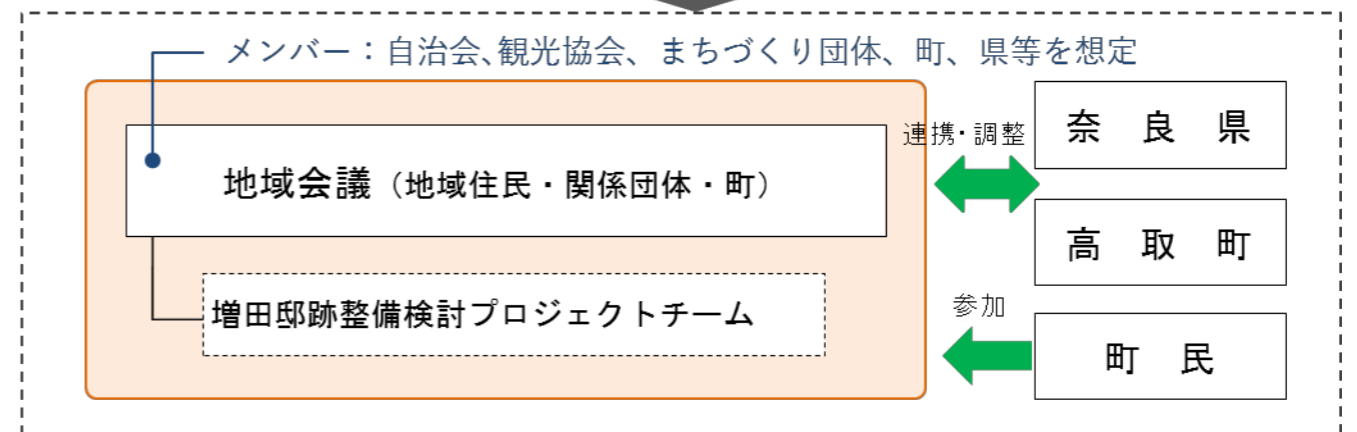 メンバー：自治会、観光協会、まちづくり団体、町、県等を想定
連携・調整
奈良県
地域会議（地域住民・関係団体・町）
高取町
増田邸跡整備検討プロジェクトチーム
参加
町民